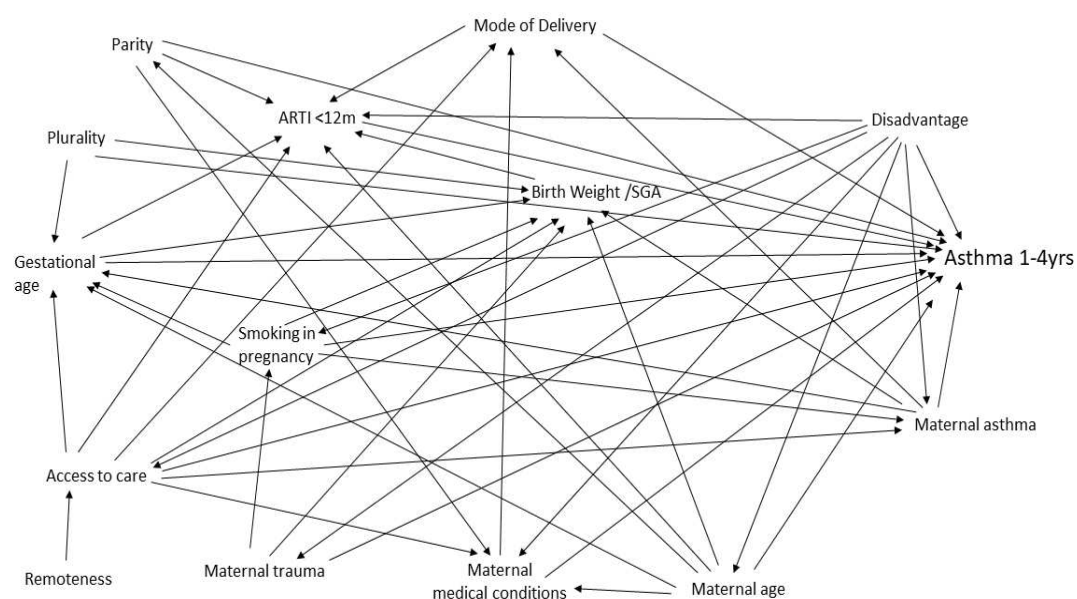 Mode of Delivery
Parity
ARTI <12m
Disadvantage
Plurality
Birth Weight /SGA
Gestational
age
Asthma 1-4yrs
Smoking in
pregnancy
Maternal asthma
Access to care
Remoteness
Maternal trauma
Maternal
medical conditions
Maternal age